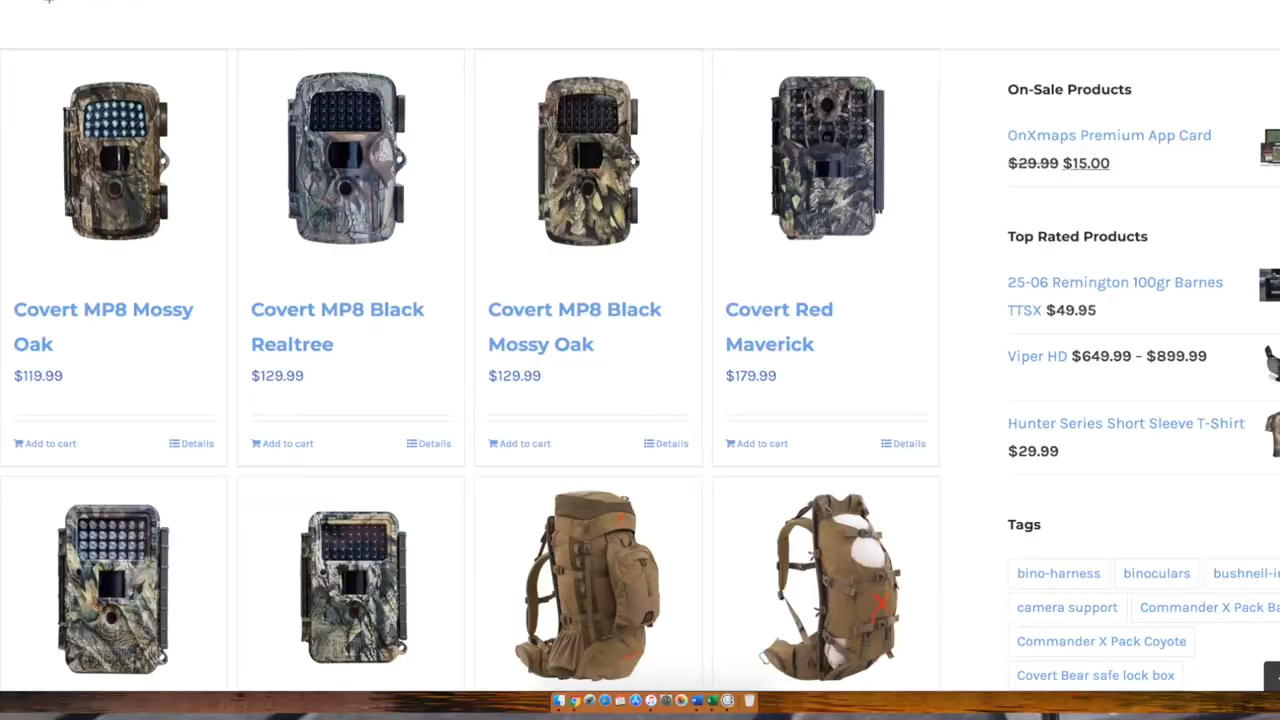 Covert MP8 Mossy
Oak
$119.99
Add to cart
Details
Covert MP8 Black
Realtree
$129.99
Add to cart
Details
Covert MP8 Black
Mossy Oak
$129.99
Add to cart
Details
Covert Red
Maverick
$179.99
Add to cart
Details
On-Sale Products
OnXmaps Premium App Card
$29.99 $15.00
Top Rated Products
25-06 Remington 100gr Barnes
TTSX $49.95
Viper HD $649.99 – $899.99
Hunter Series Short Sleeve T-Shirt
$29.99
Tags
bino-harness binoculars bushnell-
camera support Commander X Pack
Commander X Pack Coyote
Covert Bear safe lock box